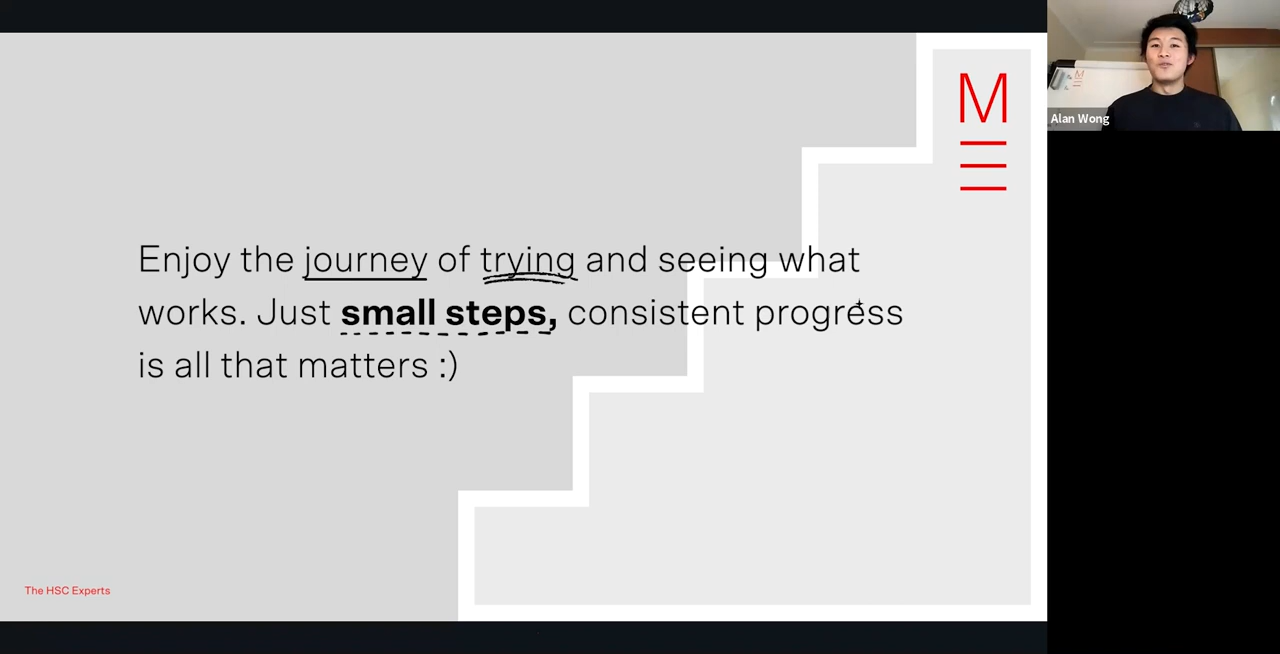 M
Enjoy the journey of trying and seeing what
works. Just small steps, consistent progress
is all that matters :)
The HSC Experts
Alan Wong